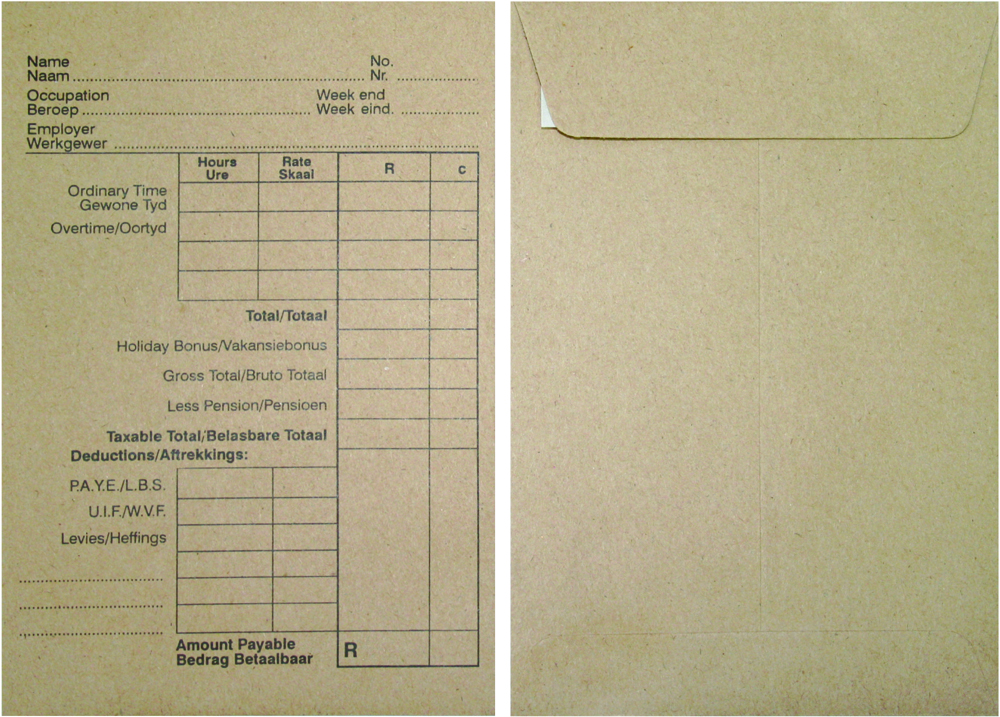 Name No.
Naam Nr.
Occupation Week end
Beroep Week eind.
Employer
Werkgewer
Hours Rate R c
Ure Skaal
Ordinary Time
Gewone Tyd
Overtime/Oortyd
Total/Totaal
Holiday Bonus/Vakansiebonus
Gross Total/Bruto Totaal
Less Pension/Pensioen
Taxable Total/Belasbare Totaal
Deductions/Aftrekkings:
P.A.Y.E./L.B.S.
U.I.F./W.V.F.
Levies/Heffings
Amount Payable
Bedrag Betaalbaar R